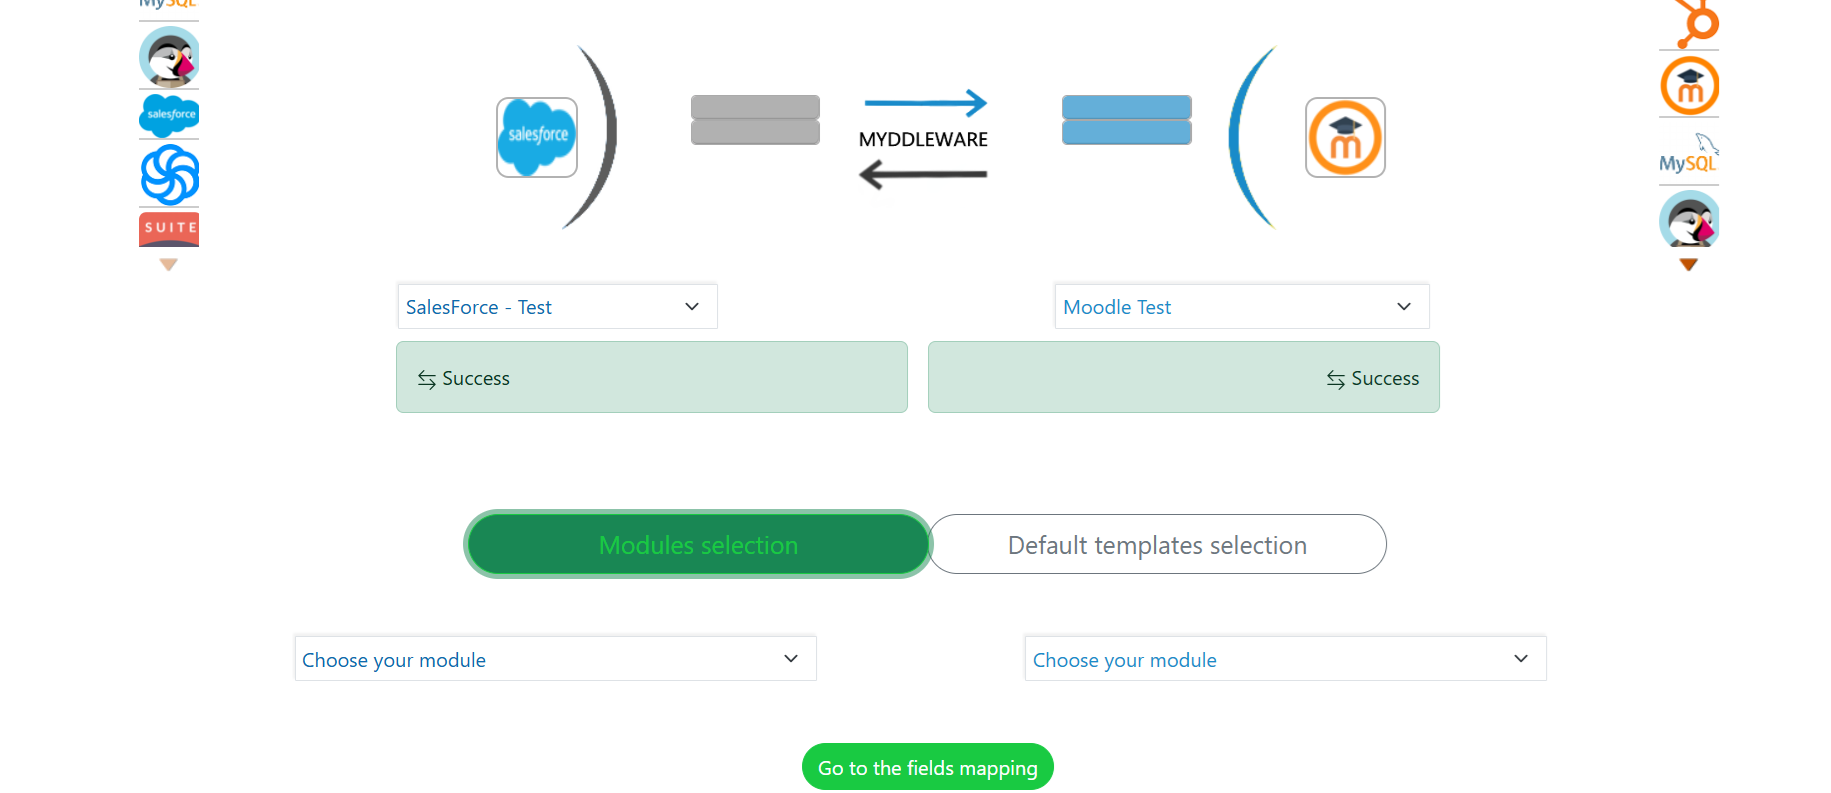 MySQL
salesforce
SUITE
salesforce
MYDDLEWARE
m
m
MySQL
SalesForce - Test
Moodle Test
Success
Success
Modules selection
Default templates selection
Choose your module
Choose your module
Go to the fields mapping